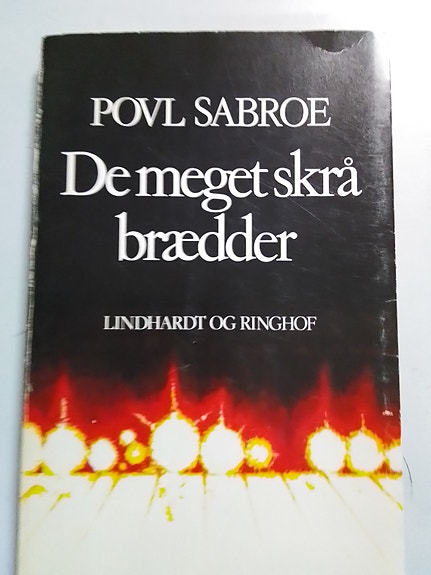 POVL SABROE
De meget skrå
brædder
LINDHARDT OG RINGHOF